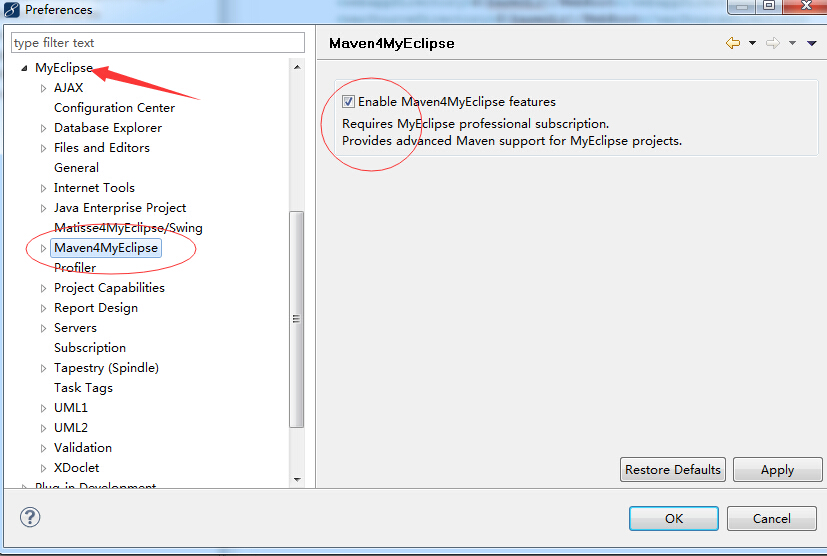 Preferences
type filter text
MyEclipse
AJAX
Configuration Center
Database Explorer
Files and Editors
General
Internet Tools
Java Enterprise Project
Matisse4MyEclipse/Swing
Maven4MyEclipse
Profiler
Project Capabilities
Report Design
Servers
Subscription
Tapestry (Spindle)
Task Tags
UML1
UML2
Validation
XDoclet
Plug-in Development
Maven4MyEclipse
Enable Maven4MyEclipse features
Requires MyEclipse professional subscription.
Provides advanced Maven support for MyEclipse projects.
Restore Defaults
Apply
OK
Cancel